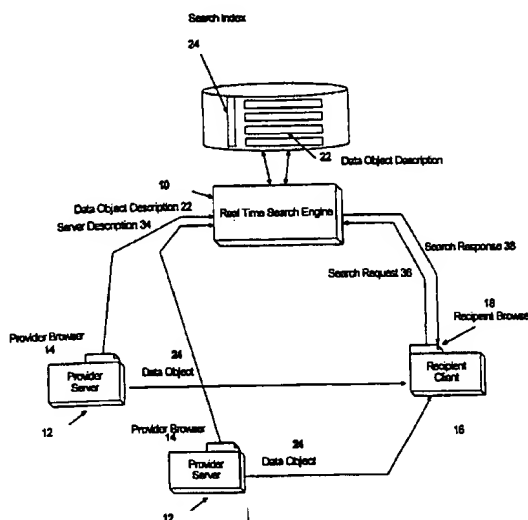 Search Index
24
22 Data Object Description
10
Data Object Description 22
Server Description 34
Real Time Search Engine
Search Response 38
Search Request 36
18
Recipient Browse
Provider Browser
14
Provider
Server
12
24
Data Object
Recipient
Client
16
Provider Browser
14
Provider
Server
12
24
Data Object